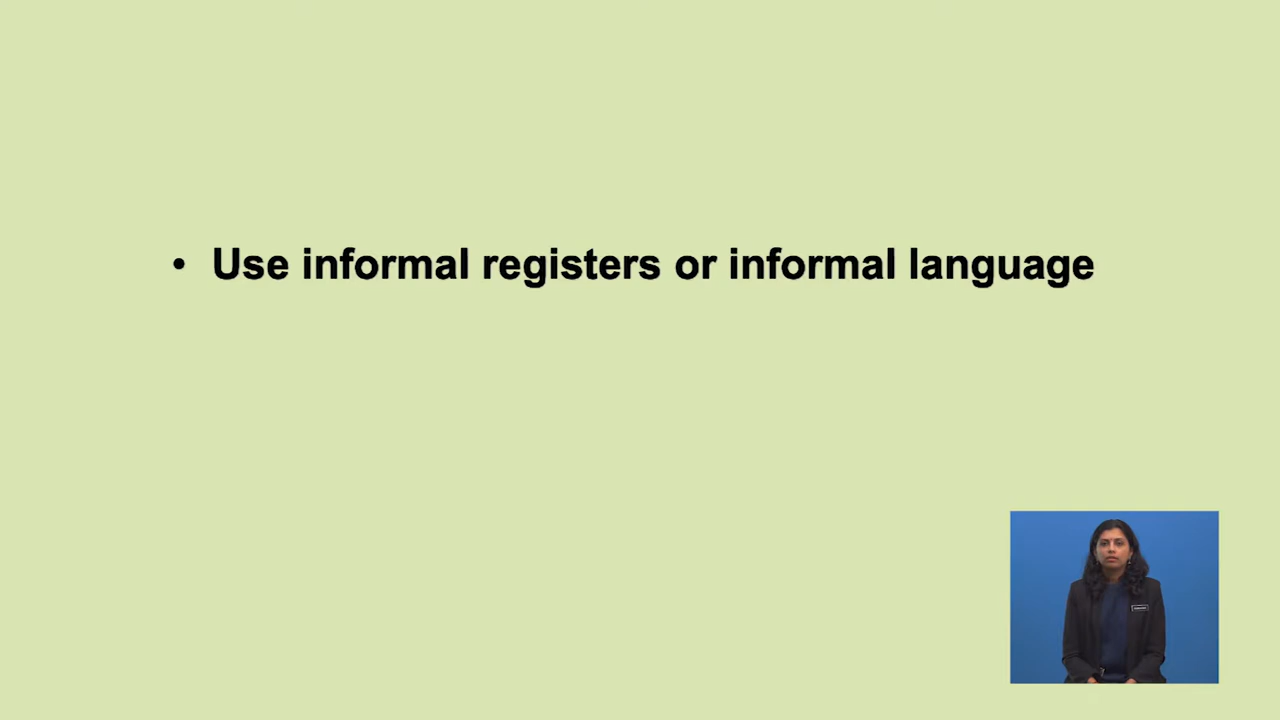 • Use informal registers or informal language